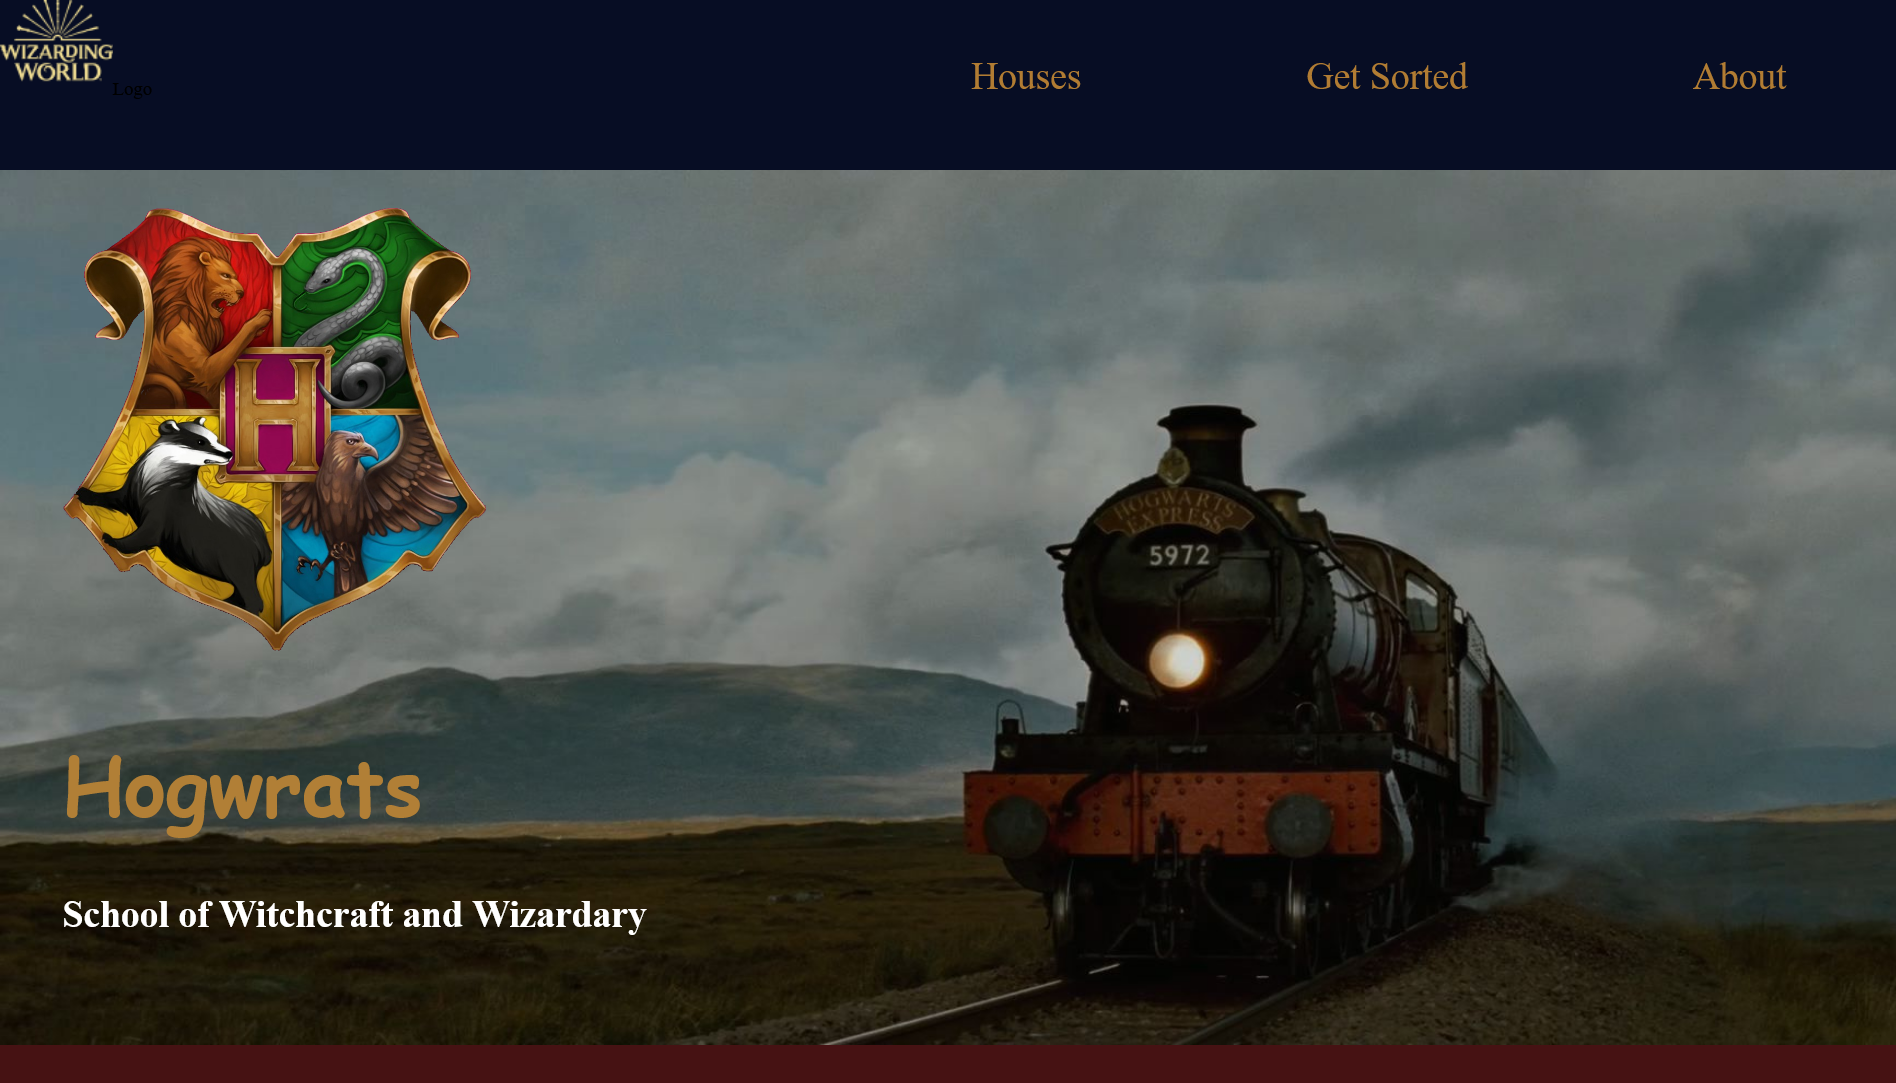 WIZARDING
WORLD
Logo
Houses
Get Sorted
About
H
HOGWARTS
EXPRESS
5972
Hogwrats
School of Witchcraft and Wizardary